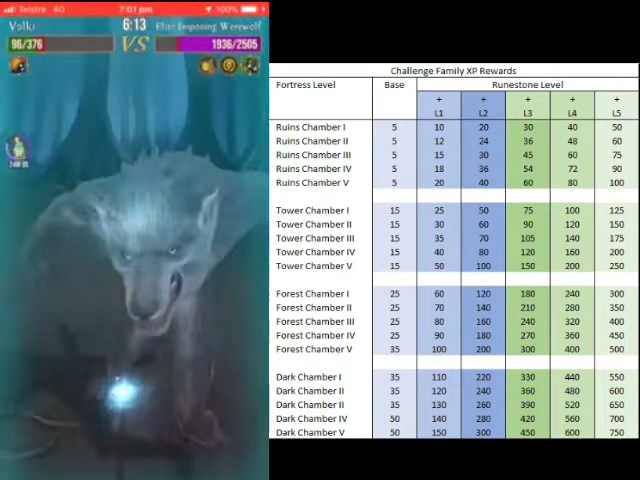 Telstra 4G 7:01 pm 100%
Valki 6:13 Elite Imposing Werewolf
96/376 VS 1936/2505
Challenge Family XP Rewards
Fortress Level Base Runestone Level
+ + + + +
L1 L2 L3 L4 L5
Ruins Chamber I 5 10 20 30 40 50
Ruins Chamber II 5 12 24 36 48 60
Ruins Chamber III 5 15 30 45 60 75
Ruins Chamber IV 5 18 36 54 72 90
Ruins Chamber V 5 20 40 60 80 100
Tower Chamber I 15 25 50 75 100 125
Tower Chamber II 15 30 60 90 120 150
Tower Chamber III 15 35 70 105 140 175
Tower Chamber IV 15 40 80 120 160 200
Tower Chamber V 15 50 100 150 200 250
Forest Chamber I 25 60 120 180 240 300
Forest Chamber II 25 70 140 210 280 350
Forest Chamber III 25 80 160 240 320 400
Forest Chamber IV 25 90 180 270 360 450
Forest Chamber V 35 100 200 300 400 500
Dark Chamber I 35 110 220 330 440 550
Dark Chamber II 35 120 240 360 480 600
Dark Chamber II 35 130 260 390 520 650
Dark Chamber IV 50 140 280 420 560 700
Dark Chamber V 50 150 300 450 600 750